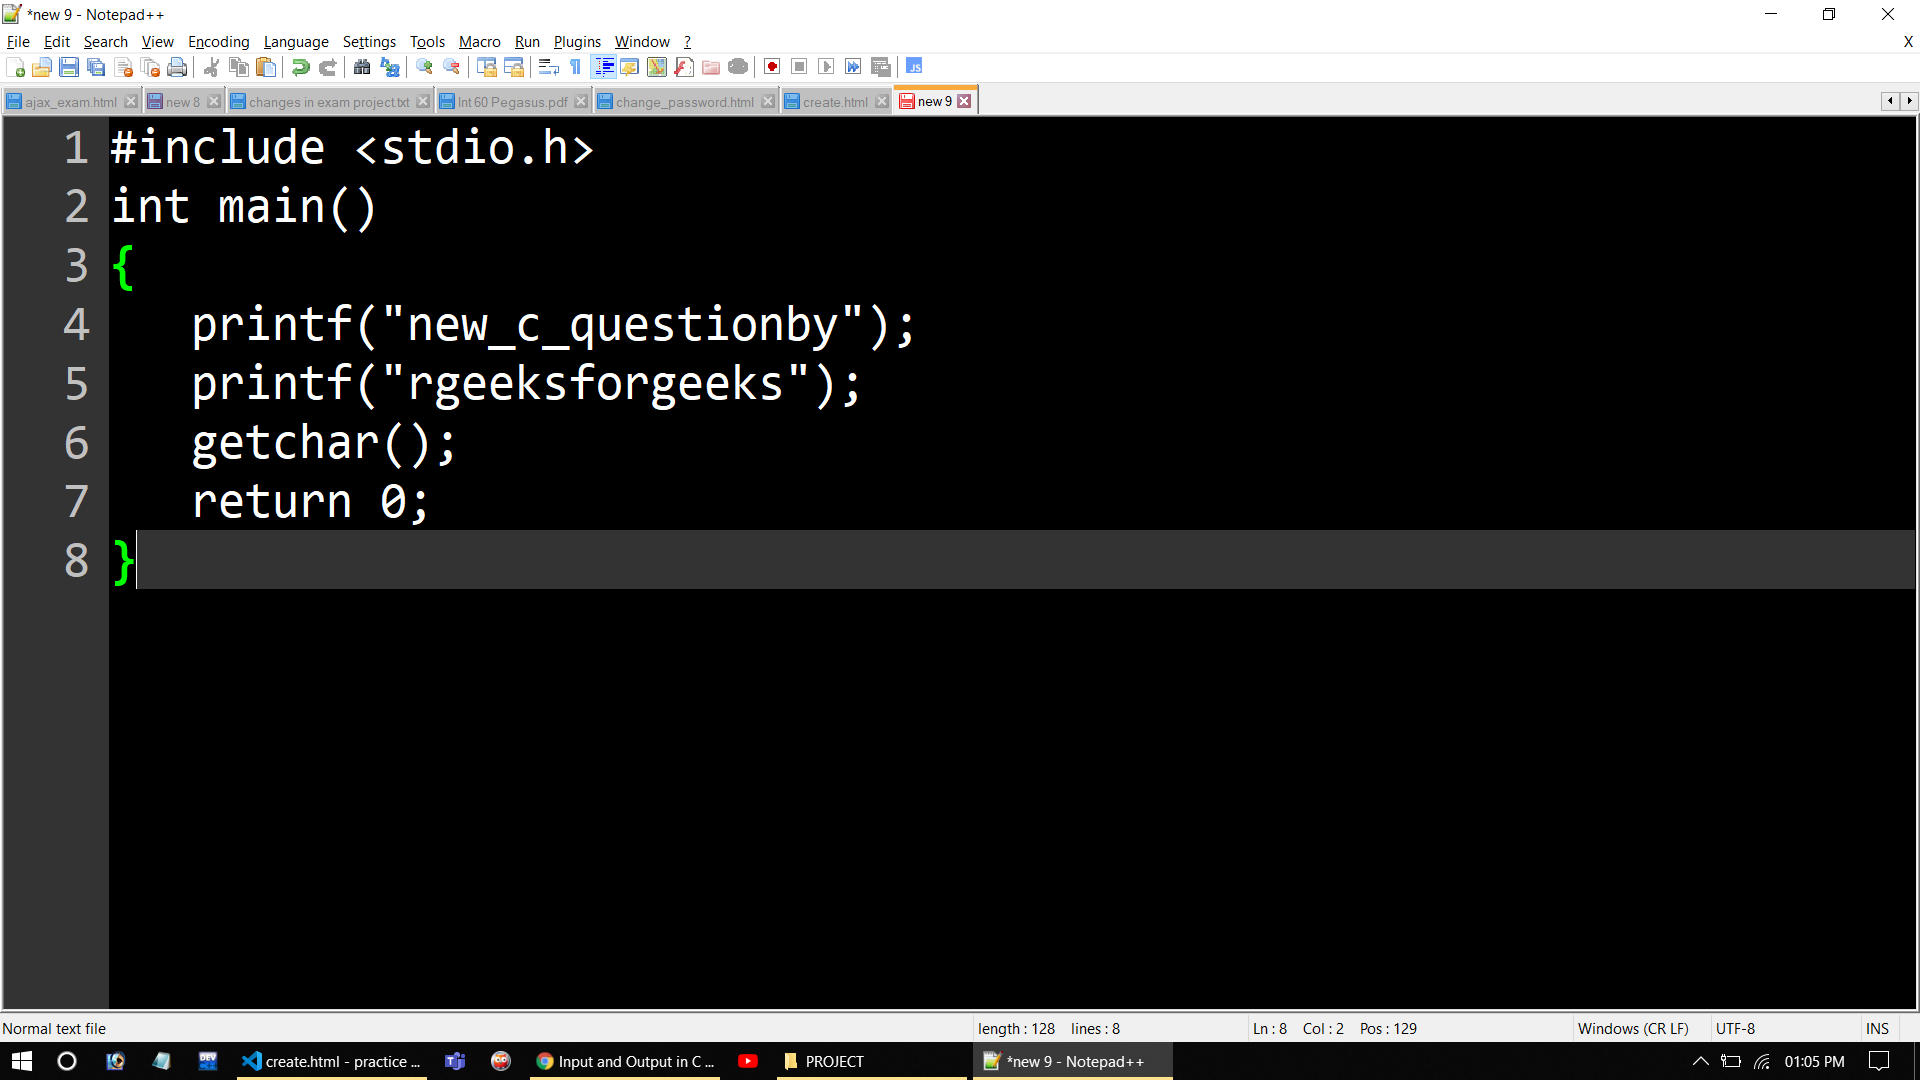 *new 9 - Notepad++
File Edit Search View Encoding Language Settings Tools Macro Run Plugins Window ? X
ajax_exam.html new 8 changes in exam project.txt Int 60 Pegasus.pdf change_password.html create.html new 9
1 #include <stdio.h>
2 int main()
3 {
4 printf("new_c_questionby");
5 printf("rgeeksforgeeks");
6 getchar();
7 return 0;
8 }
Normal text file length : 128 lines : 8 Ln : 8 Col : 2 Pos : 129 Windows (CR LF) UTF-8 INS
DEV create.html - practice ... Input and Output in C ... PROJECT *new 9 - Notepad++ 01:05 PM